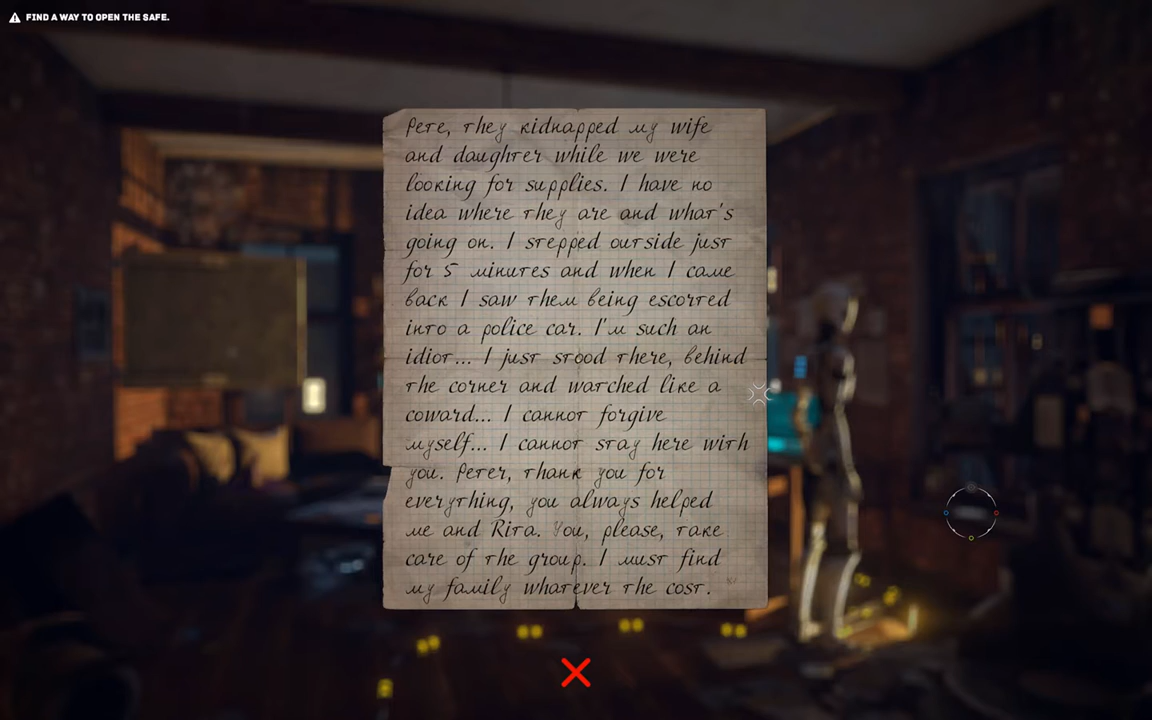 FIND A WAY TO OPEN THE SAFE.
Pete, they kidnapped my wife
and daughter while we were
looking for supplies. I have no
idea where they are and what's
going on. I stepped outside just
for 5 minutes and when I came
back I saw them being escorted
into a police car. I'm such an
idiot... I just stood there, behind
the corner and watched like a
coward... I cannot forgive
myself... I cannot stay here with
you. Peter, thank you for
everything, you always helped
me and Rita. You, please, take
care of the group. I must find
my family whatever the cost.